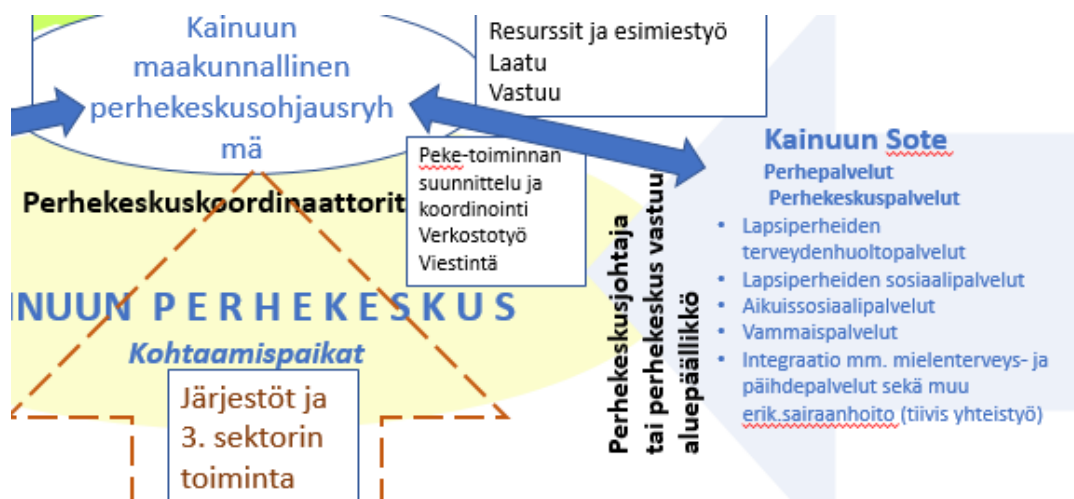 Kainuun
maakunnallinen
perhekeskusohjausryh
mä
Resurssit ja esimiestyö
Laatu
Vastuu
Peke-toiminnan
suunnittelu ja
koordinointi
Verkostotyö
Viestintä
Perhekeskuskoordinaattorit
INUUN P E R H E K E S K U S
Kohtaamispaikat
Järjestöt ja
3. sektorin
toiminta
Perhekeskusjohtaja
tai perhekeskus vastuu
aluepäällikkö
Kainuun Sote
Perhepalvelut
Perhekeskuspalvelut
• Lapsiperheiden
terveydenhuoltopalvelut
• Lapsiperheiden sosiaalipalvelut
• Aikuissosiaalipalvelut
• Vammaispalvelut
• Integraatio mm. mielenterveys- ja
päihdepalvelut sekä muu
erik.sairaanhoito (tiivis yhteistyö)